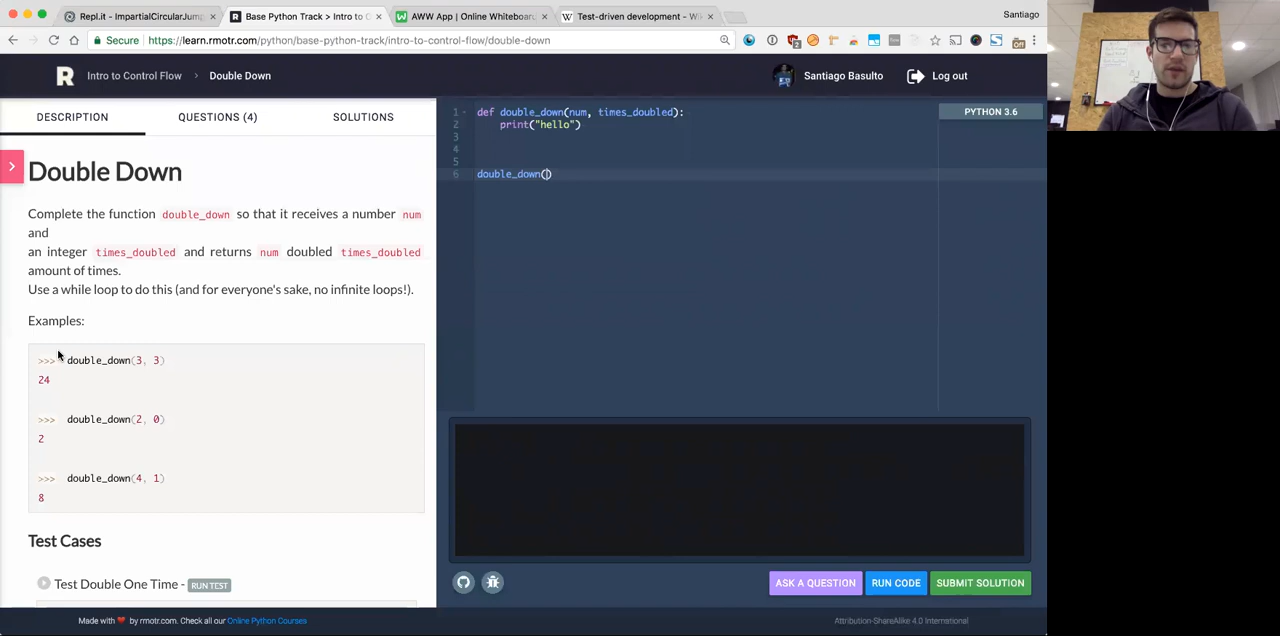 Repl.it - ImpartialCircularJump
Base Python Track > Intro to C
AWW App | Online Whiteboard
Test-driven development - Wik
Santiago
Secure
https://learn.rmotr.com/python/base-python-track/intro-to-control-flow/double-down
R
Intro to Control Flow
Double Down
Santiago Basulto
Log out
DESCRIPTION
QUESTIONS (4)
SOLUTIONS
Double Down
Complete the function double_down so that it receives a number num
and
an integer times_doubled and returns num doubled times_doubled
amount of times.
Use a while loop to do this (and for everyone's sake, no infinite loops!).
Examples:
>>> double_down(3, 3)
24
>>> double_down(2, 0)
2
>>> double_down(4, 1)
8
Test Cases
Test Double One Time - RUN TEST
1 def double_down(num, times_doubled):
2 print("hello")
3
4
5
6 double_down()
PYTHON 3.6
ASK A QUESTION
RUN CODE
SUBMIT SOLUTION
Made with ❤ by rmotr.com. Check all our Online Python Courses
Attribution-ShareAlike 4.0 International